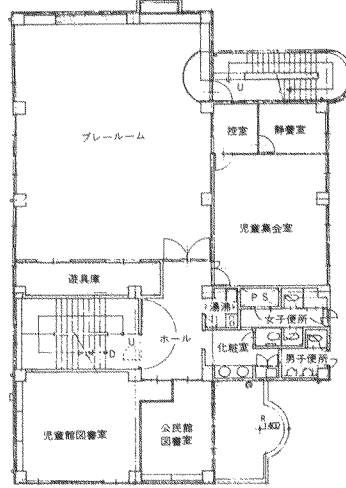 U
控室
静養室
プレールーム
児童集会室
遊具庫
湯沸
PS
女子便所
U
ホール
化粧室
D
男子便所
児童館図書室
公民館
図書室
R
1,400